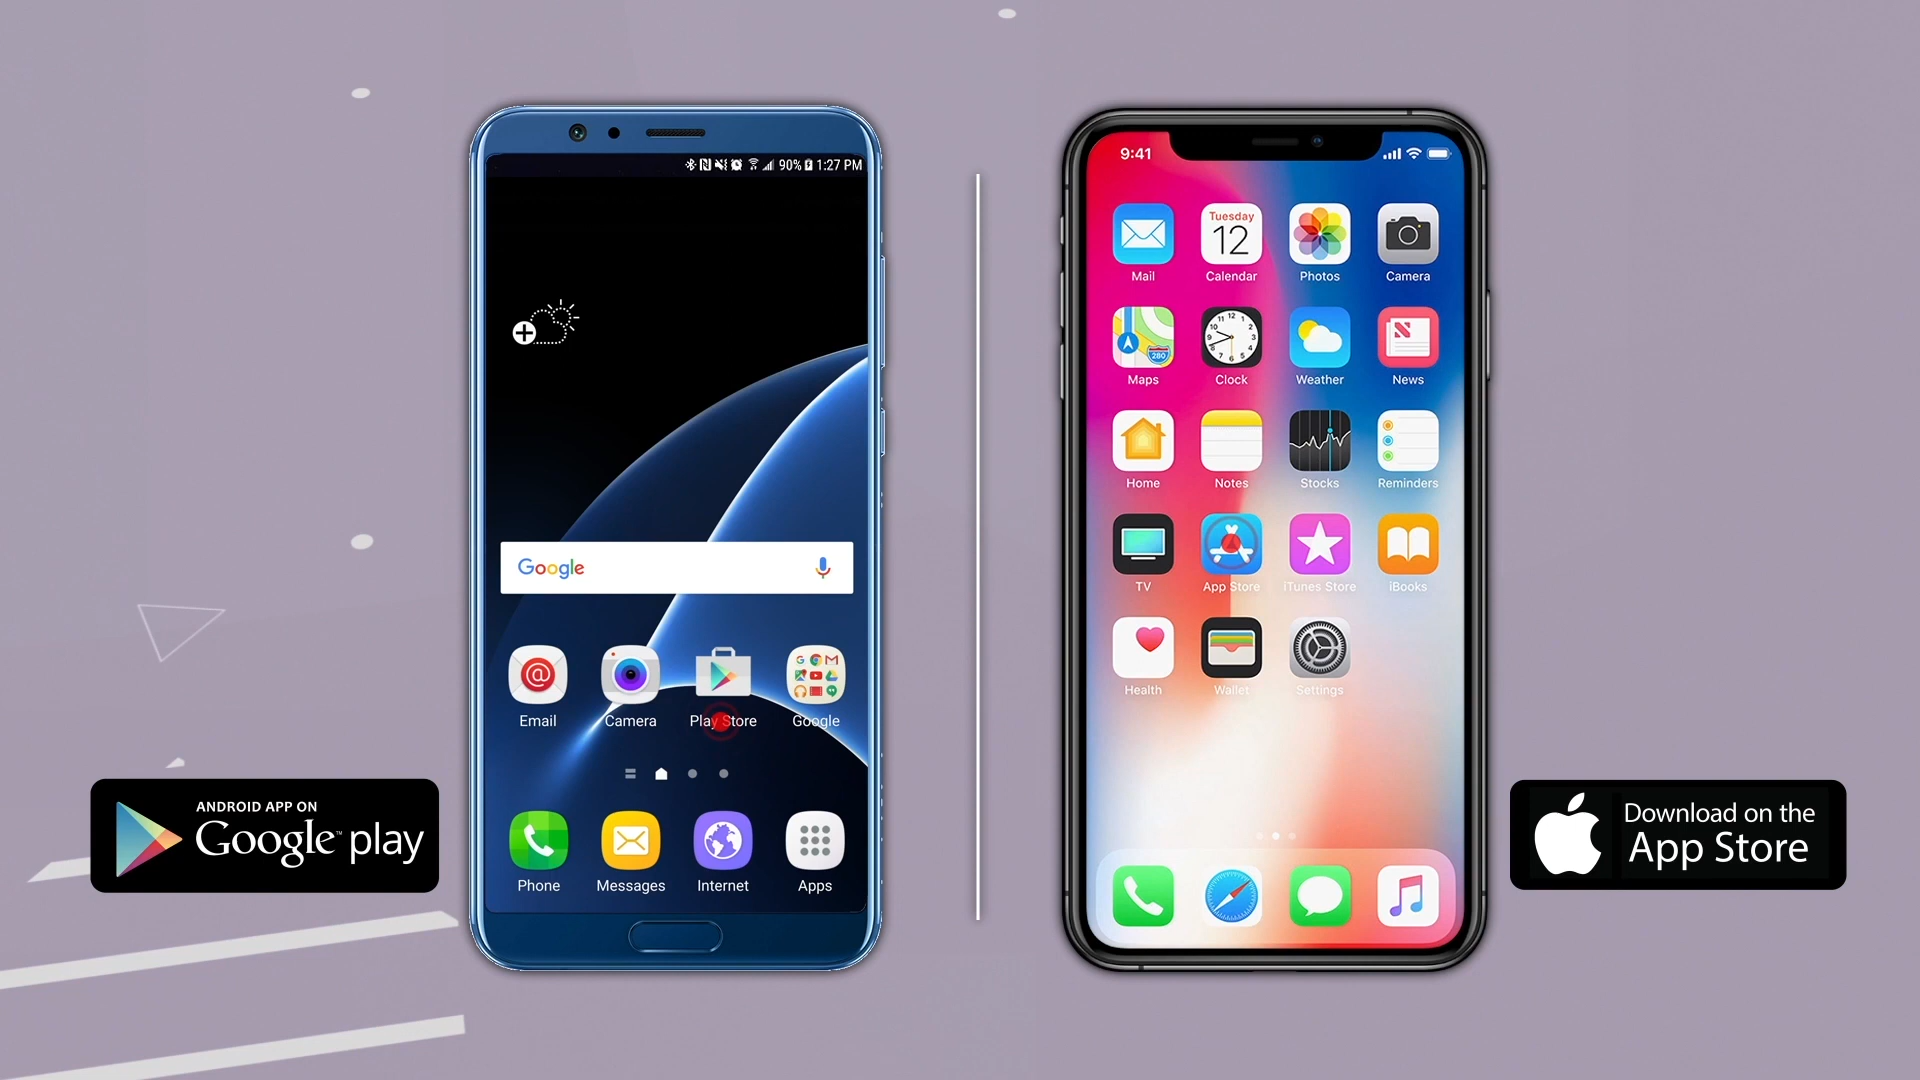 90% 1:27 PM
Google
Email Camera Play Store Google
Phone Messages Internet Apps
ANDROID APP ON
Google™ play
9:41
Tuesday
12
Mail Calendar Photos Camera
280
Maps Clock Weather News
Home Notes Stocks Reminders
TV App Store iTunes Store iBooks
Health Wallet Settings
Download on the
App Store